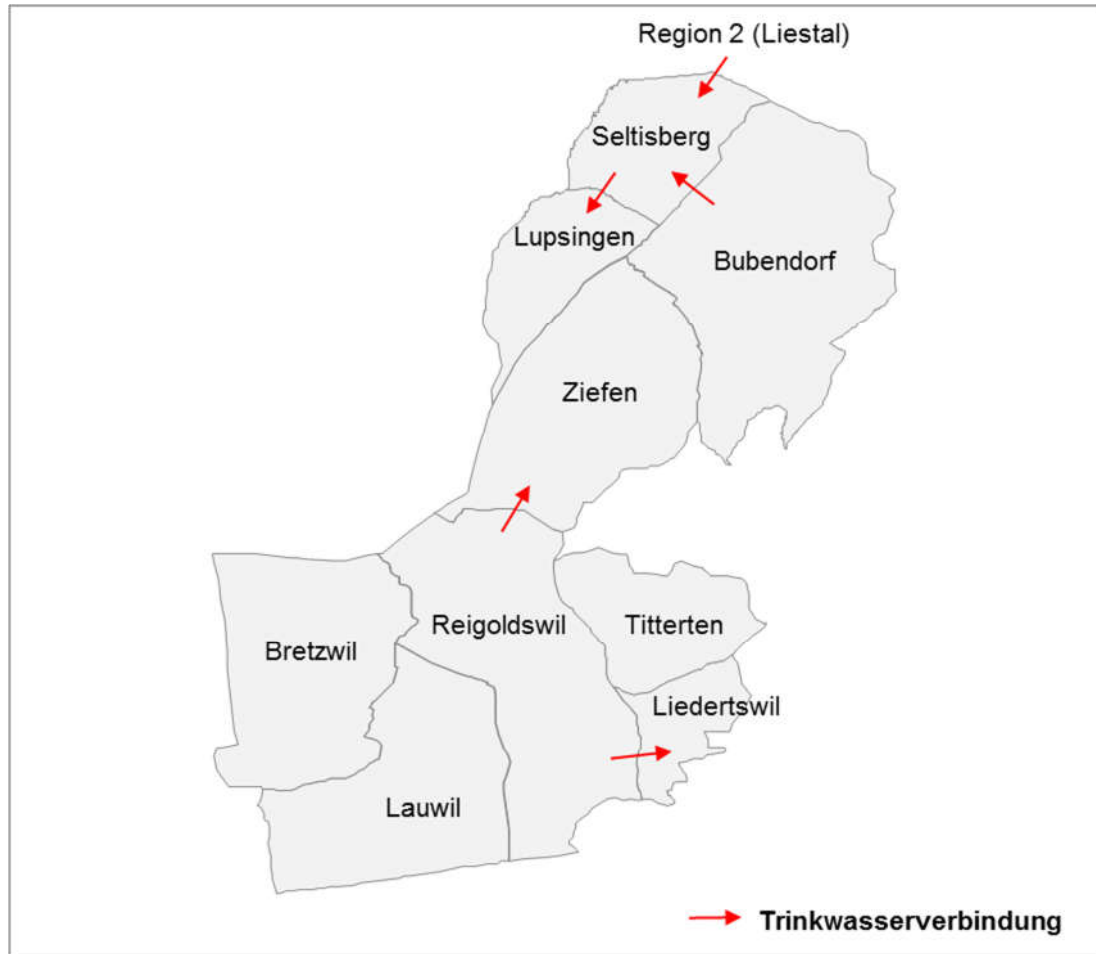 Region 2 (Liestal)
Seltisberg
Lupsingen
Bubendorf
Ziefen
Reigoldswil
Titterten
Bretzwil
Liedertswil
Lauwil
Trinkwasserverbindung